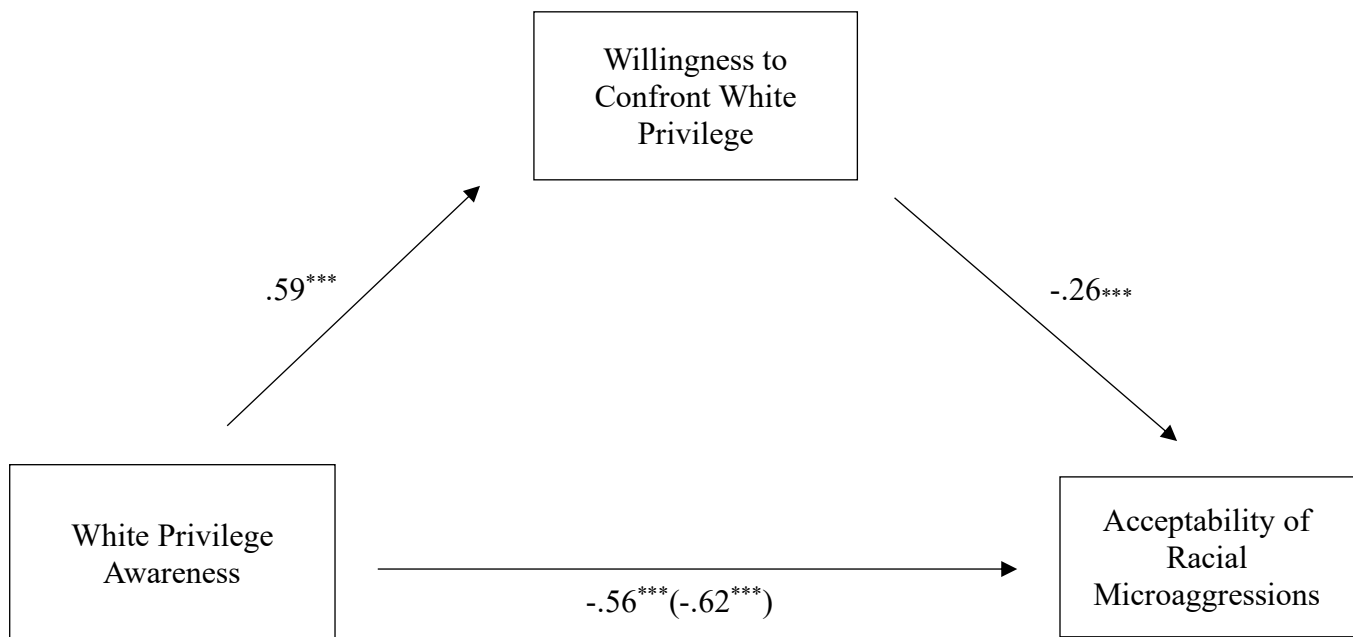 Willingness to
Confront White
Privilege
.59***
-.26***
White Privilege
Awareness
Acceptability of
Racial
Microaggressions
-.56***(-.62***)